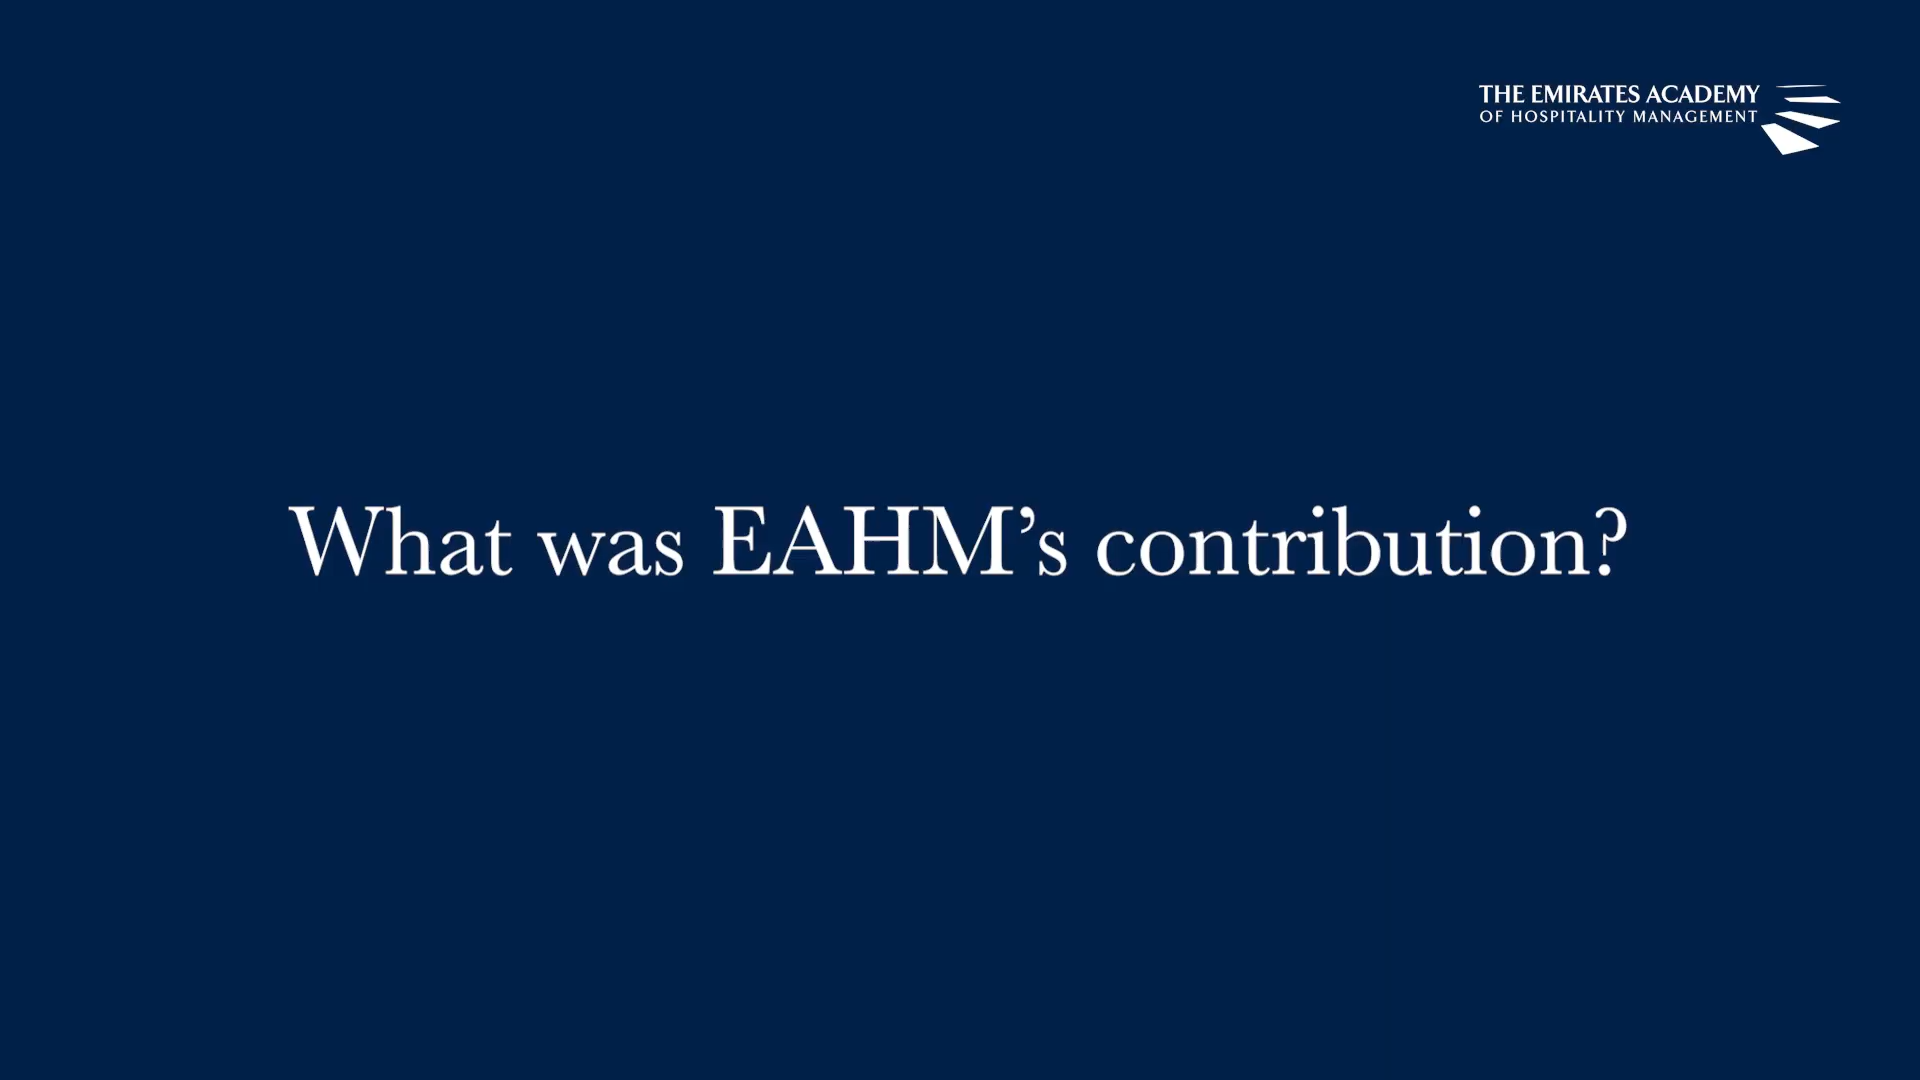 THE EMIRATES ACADEMY
OF HOSPITALITY MANAGEMENT
What was EAHM’s contribution?